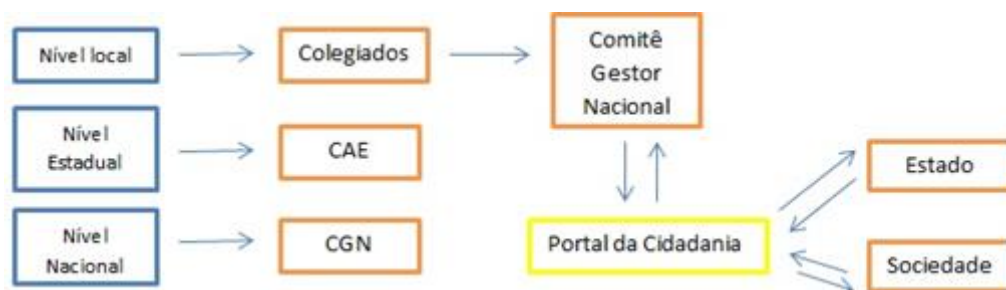 Nível local
Colegiados
Comitê
Gestor
Nacional
Nível
Estadual
CAE
Estado
Nível
Nacional
CGN
Portal da Cidadania
Sociedade